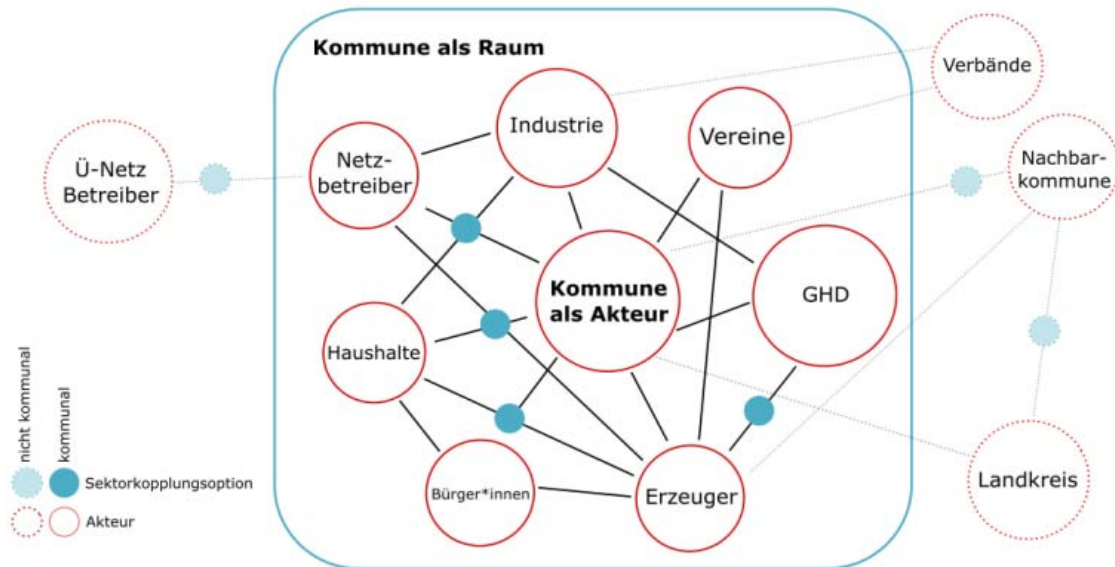 Kommune als Raum
Verbände
Industrie
Vereine
Netz-
betreiber
Ü-Netz
Betreiber
Nachbar-
kommune
Kommune
als Akteur
GHD
Haushalte
Bürger*innen
Erzeuger
Landkreis
nicht kommunal
kommunal
Sektorkopplungsoption
Akteur